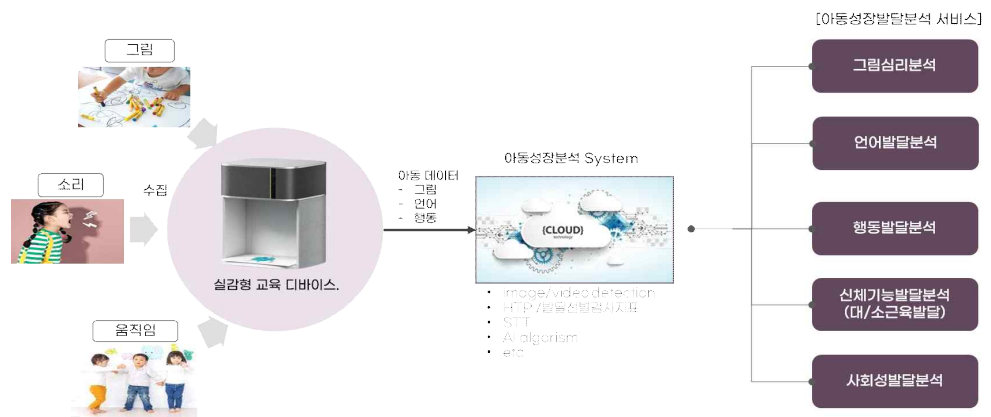 [아동성장발달분석 서비스]
그림
그림심리분석
언어발달분석
아동성장분석 System
소리
수집
아동 데이터
- 그림
- 언어
- 행동
{CLOUD}
technology
행동발달분석
실감형 교육 디바이스.
• image/video detection
• STT
• AI algorism
• etc
신체기능발달분석
(대/소근육발달)
움직임
사회성발달분석